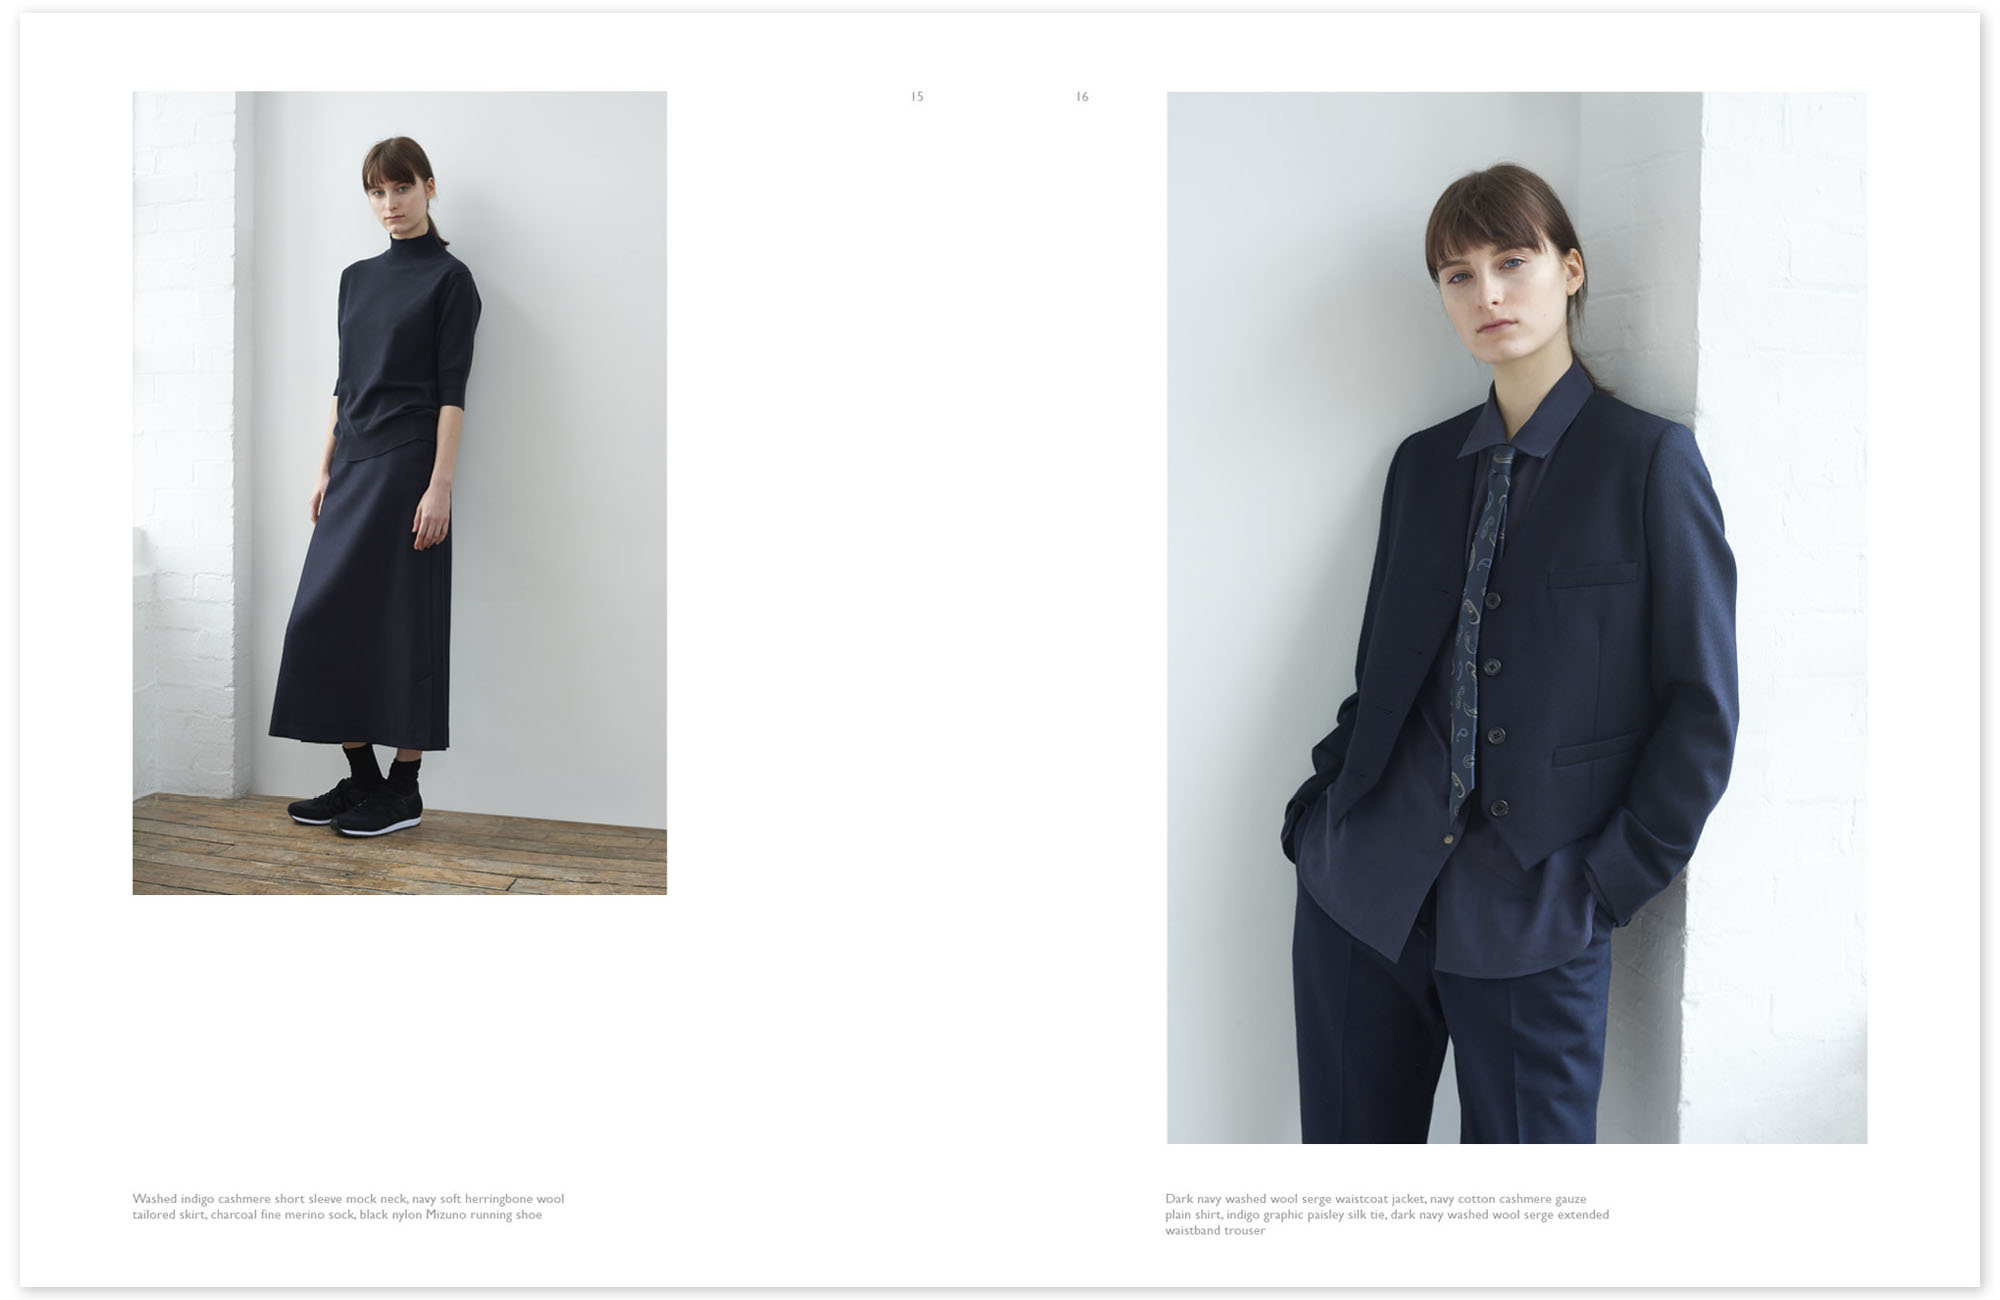 15
16
Washed indigo cashmere short sleeve mock neck, navy soft herringbone wool
tailored skirt, charcoal fine merino sock, black nylon Mizuno running shoe
Dark navy washed wool serge waistcoat jacket, navy cotton cashmere gauze
plain shirt, indigo graphic paisley silk tie, dark navy washed wool serge extended
waistband trouser